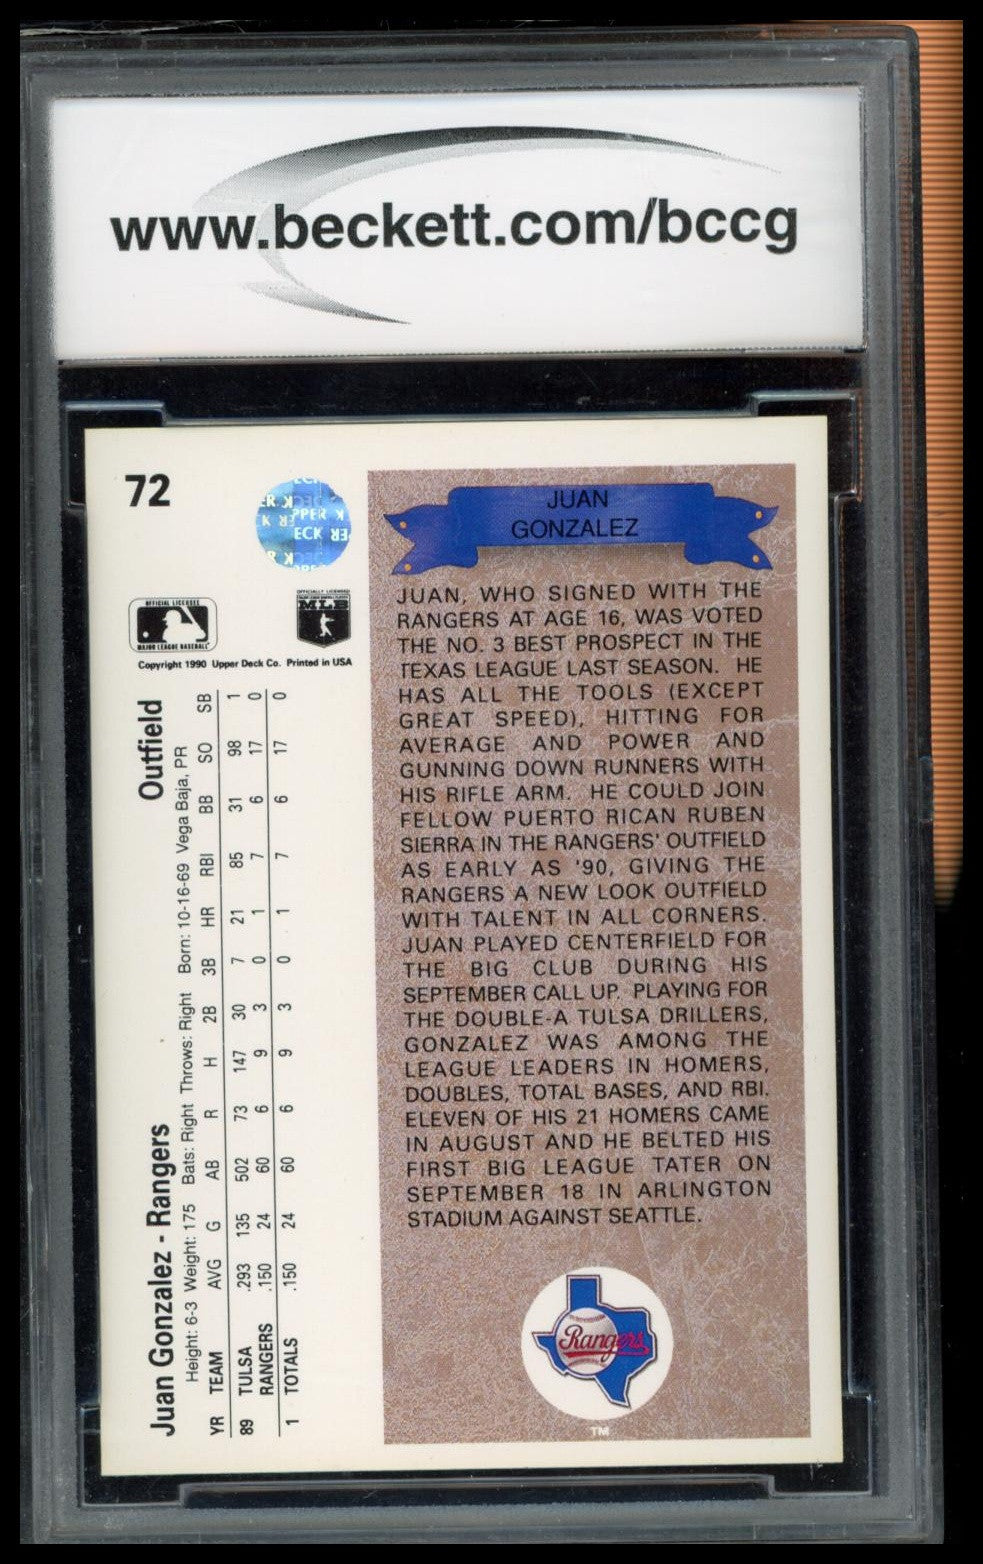 www.beckett.com/bccg
72
OFFICIAL LICENSEE
MAJOR LEAGUE BASEBALL
OFFICIALLY LICENSED
MLB
Copyright 1990 Upper Deck Co. Printed in USA
Juan Gonzalez - Rangers Outfield
Height: 6-3 Weight: 175 Bats: Right Throws: Right Born: 10-16-69 Vega Baja, PR
YR TEAM AVG G AB R H 2B 3B HR RBI BB SO SB
89 TULSA .293 135 502 73 147 30 7 21 85 31 98 1
RANGERS .150 24 60 6 9 3 0 1 7 6 17 0
1 TOTALS .150 24 60 6 9 3 0 1 7 6 17 0
JUAN
GONZALEZ
JUAN, WHO SIGNED WITH THE
RANGERS AT AGE 16, WAS VOTED
THE NO. 3 BEST PROSPECT IN THE
TEXAS LEAGUE LAST SEASON. HE
HAS ALL THE TOOLS (EXCEPT
GREAT SPEED), HITTING FOR
AVERAGE AND POWER AND
GUNNING DOWN RUNNERS WITH
HIS RIFLE ARM. HE COULD JOIN
FELLOW PUERTO RICAN RUBEN
SIERRA IN THE RANGERS' OUTFIELD
AS EARLY AS '90, GIVING THE
RANGERS A NEW LOOK OUTFIELD
WITH TALENT IN ALL CORNERS.
JUAN PLAYED CENTERFIELD FOR
THE BIG CLUB DURING HIS
SEPTEMBER CALL UP. PLAYING FOR
THE DOUBLE-A TULSA DRILLERS,
GONZALEZ WAS AMONG THE
LEAGUE LEADERS IN HOMERS,
DOUBLES, TOTAL BASES, AND RBI.
ELEVEN OF HIS 21 HOMERS CAME
IN AUGUST AND HE BELTED HIS
FIRST BIG LEAGUE TATER ON
SEPTEMBER 18 IN ARLINGTON
STADIUM AGAINST SEATTLE.
Rangers
TM